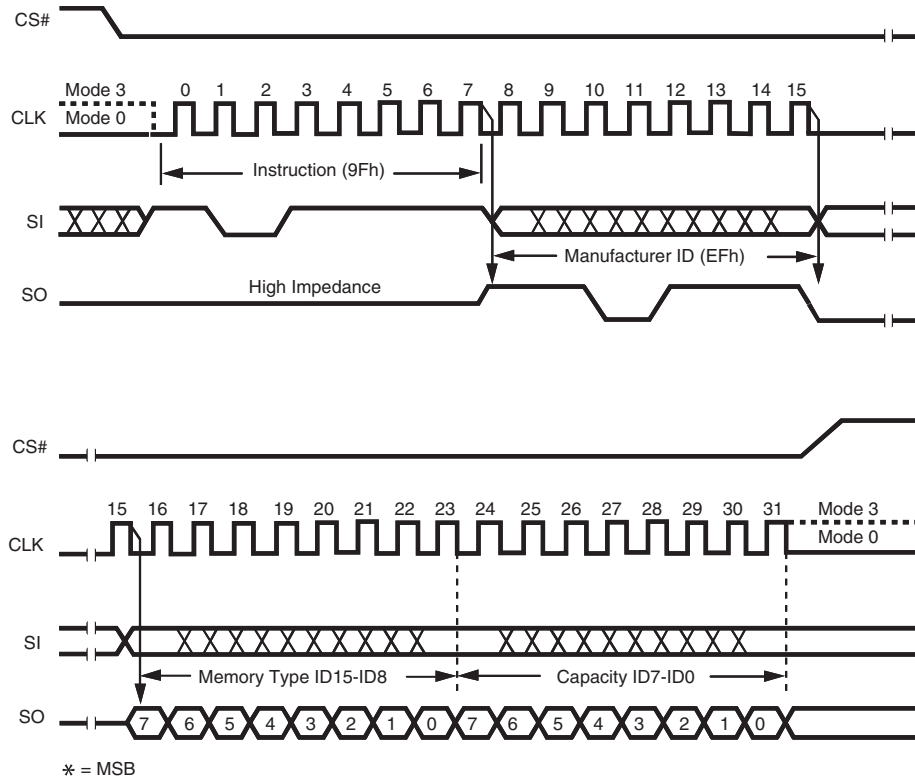 CS#
Mode 3
0 1 2 3 4 5 6 7 8 9 10 11 12 13 14 15
CLK
Mode 0
Instruction (9Fh)
SI
Manufacturer ID (EFh)
High Impedance
SO
CS#
15 16 17 18 19 20 21 22 23 24 25 26 27 28 29 30 31
Mode 3
CLK
Mode 0
SI
Memory Type ID15-ID8
Capacity ID7-ID0
SO
7 6 5 4 3 2 1 0 7 6 5 4 3 2 1 0
* = MSB